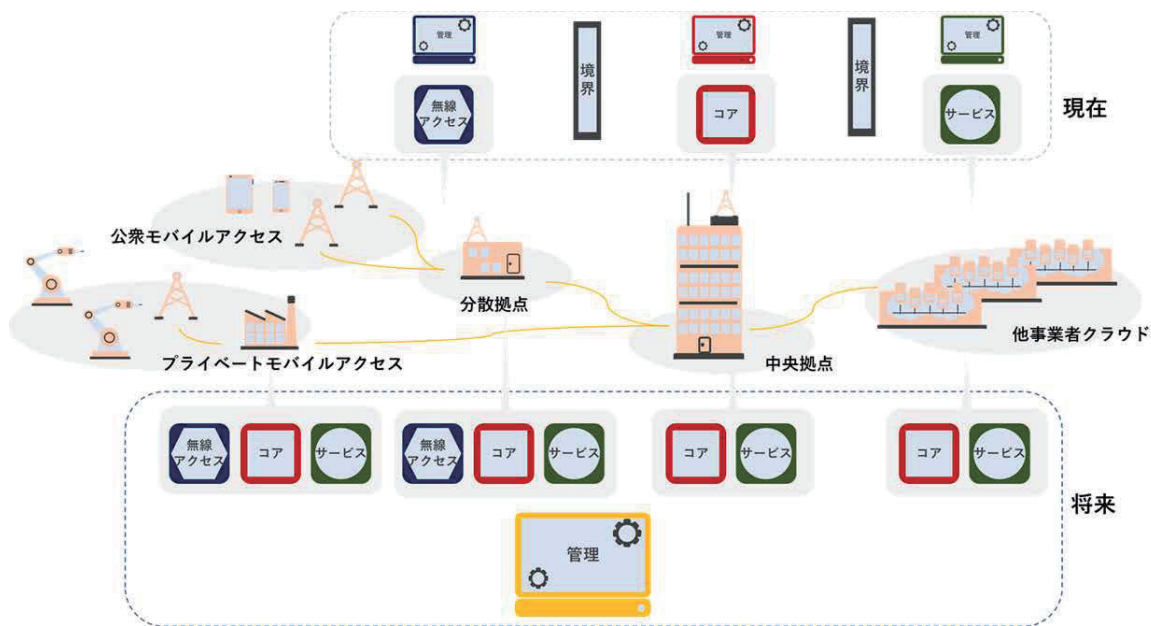 管理
管理
管理
境界
境界
無線
アクセス
コア
サービス
現在
公衆モバイルアクセス
分散拠点
プライベートモバイルアクセス
中央拠点
他事業者クラウド
無線
アクセス
コア
サービス
無線
アクセス
コア
サービス
コア
サービス
コア
サービス
将来
管理